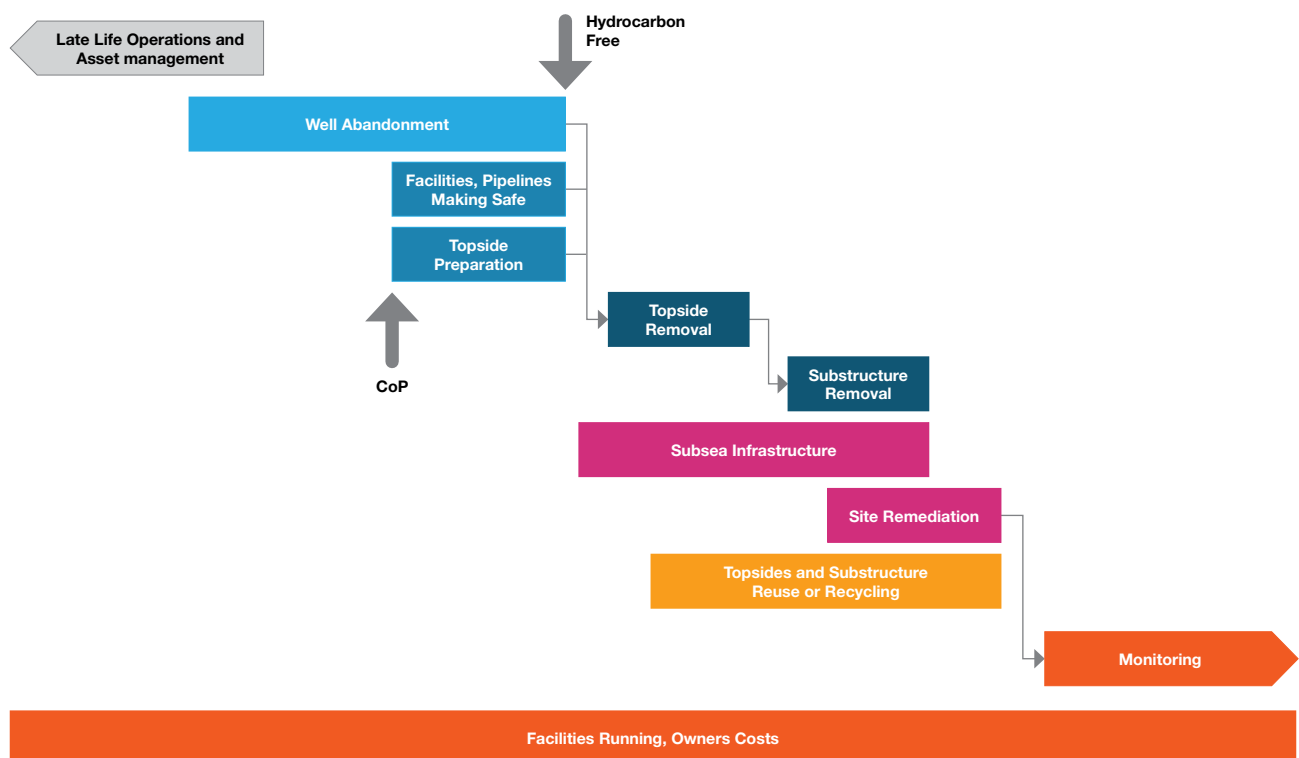 Late Life Operations and
Asset management
Hydrocarbon
Free
Well Abandonment
Facilities, Pipelines
Making Safe
Topside
Preparation
CoP
Topside
Removal
Substructure
Removal
Subsea Infrastructure
Site Remediation
Topsides and Substructure
Reuse or Recycling
Monitoring
Facilities Running, Owners Costs